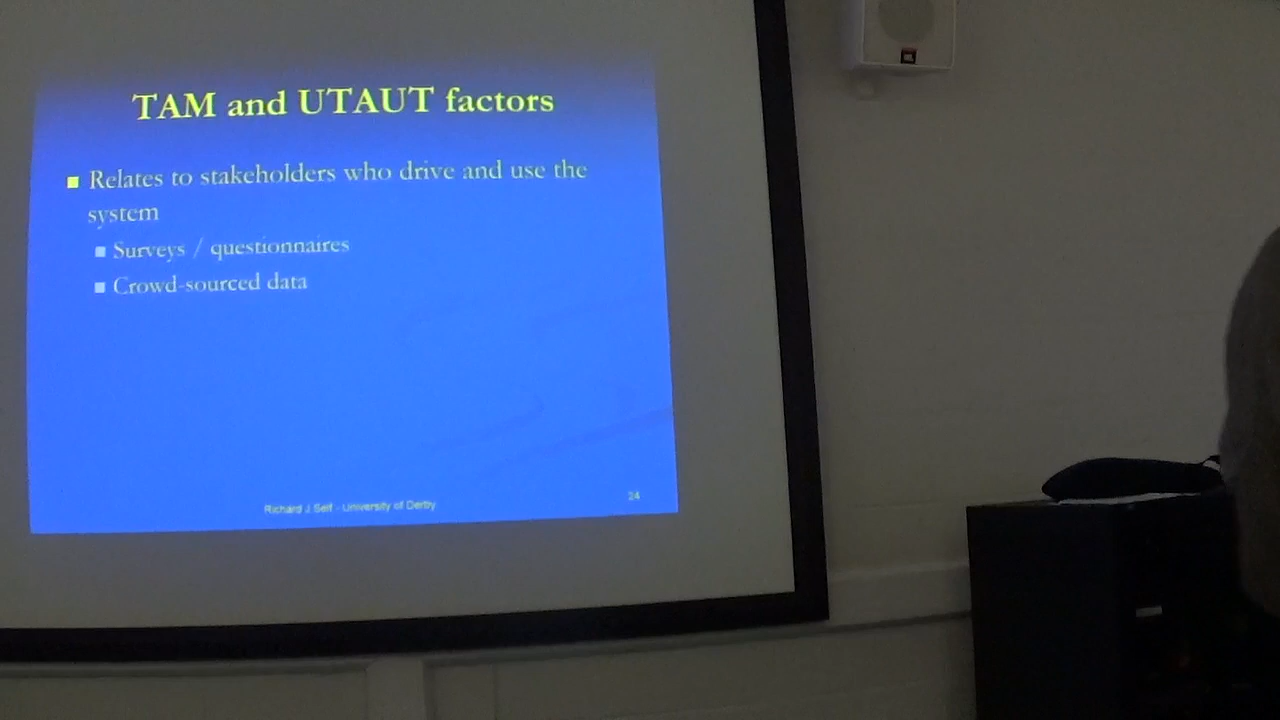 TAM and UTAUT factors
Relates to stakeholders who drive and use the
system
Surveys / questionnaires
Crowd-sourced data
Richard J Self - University of Derby
24
JBL